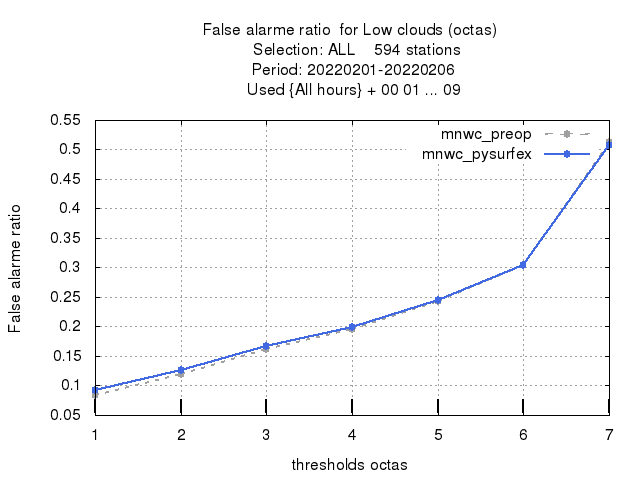 False alarme ratio  for Low clouds (octas)
Selection: ALL    594 stations
Period: 20220201-20220206
Used {All hours} + 00 01 ... 09
mnwc_preop
mnwc_pysurfex
False alarme ratio
0.55
0.5
0.45
0.4
0.35
0.3
0.25
0.2
0.15
0.1
0.05
1 2 3 4 5 6 7
thresholds octas